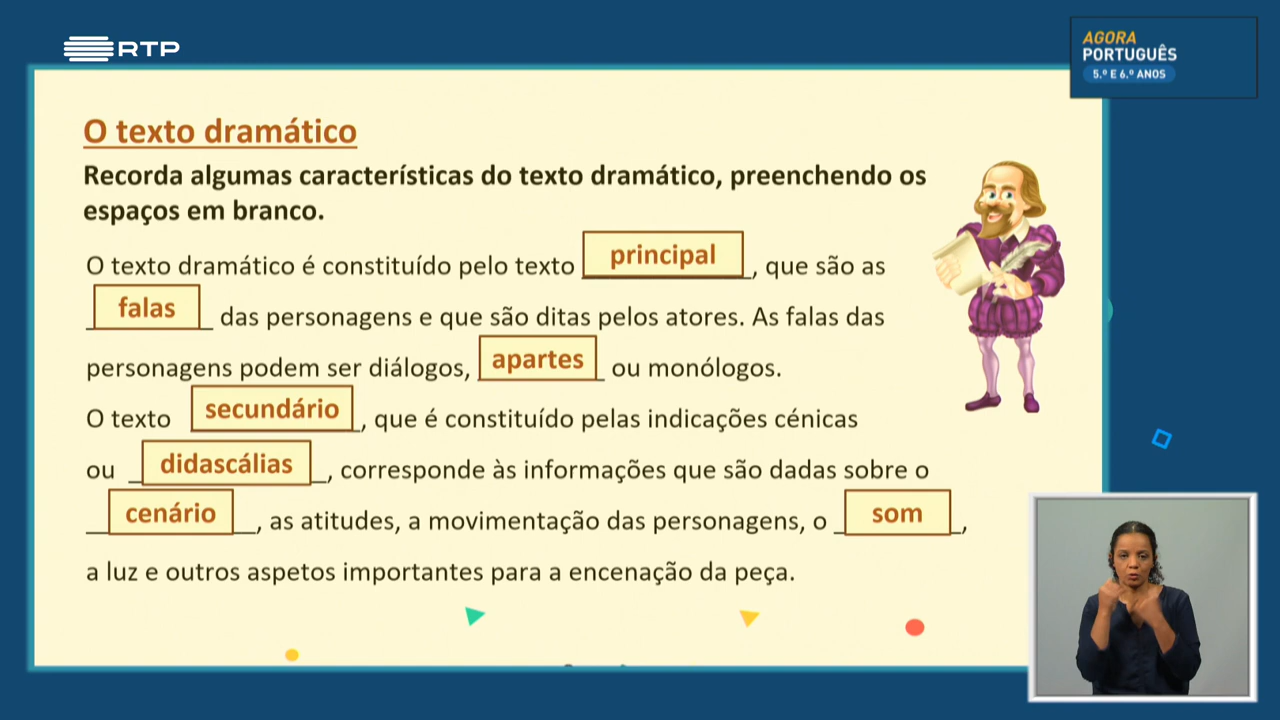 RTP
AGORA
PORTUGUÊS
5.º E 6.º ANOS
O texto dramático
Recorda algumas características do texto dramático, preenchendo os
espaços em branco.
O texto dramático é constituído pelo texto principal, que são as
falas das personagens e que são ditas pelos atores. As falas das
personagens podem ser diálogos, apartes ou monólogos.
O texto secundário, que é constituído pelas indicações cénicas
ou didascálias, corresponde às informações que são dadas sobre o
cenário, as atitudes, a movimentação das personagens, o som,
a luz e outros aspetos importantes para a encenação da peça.